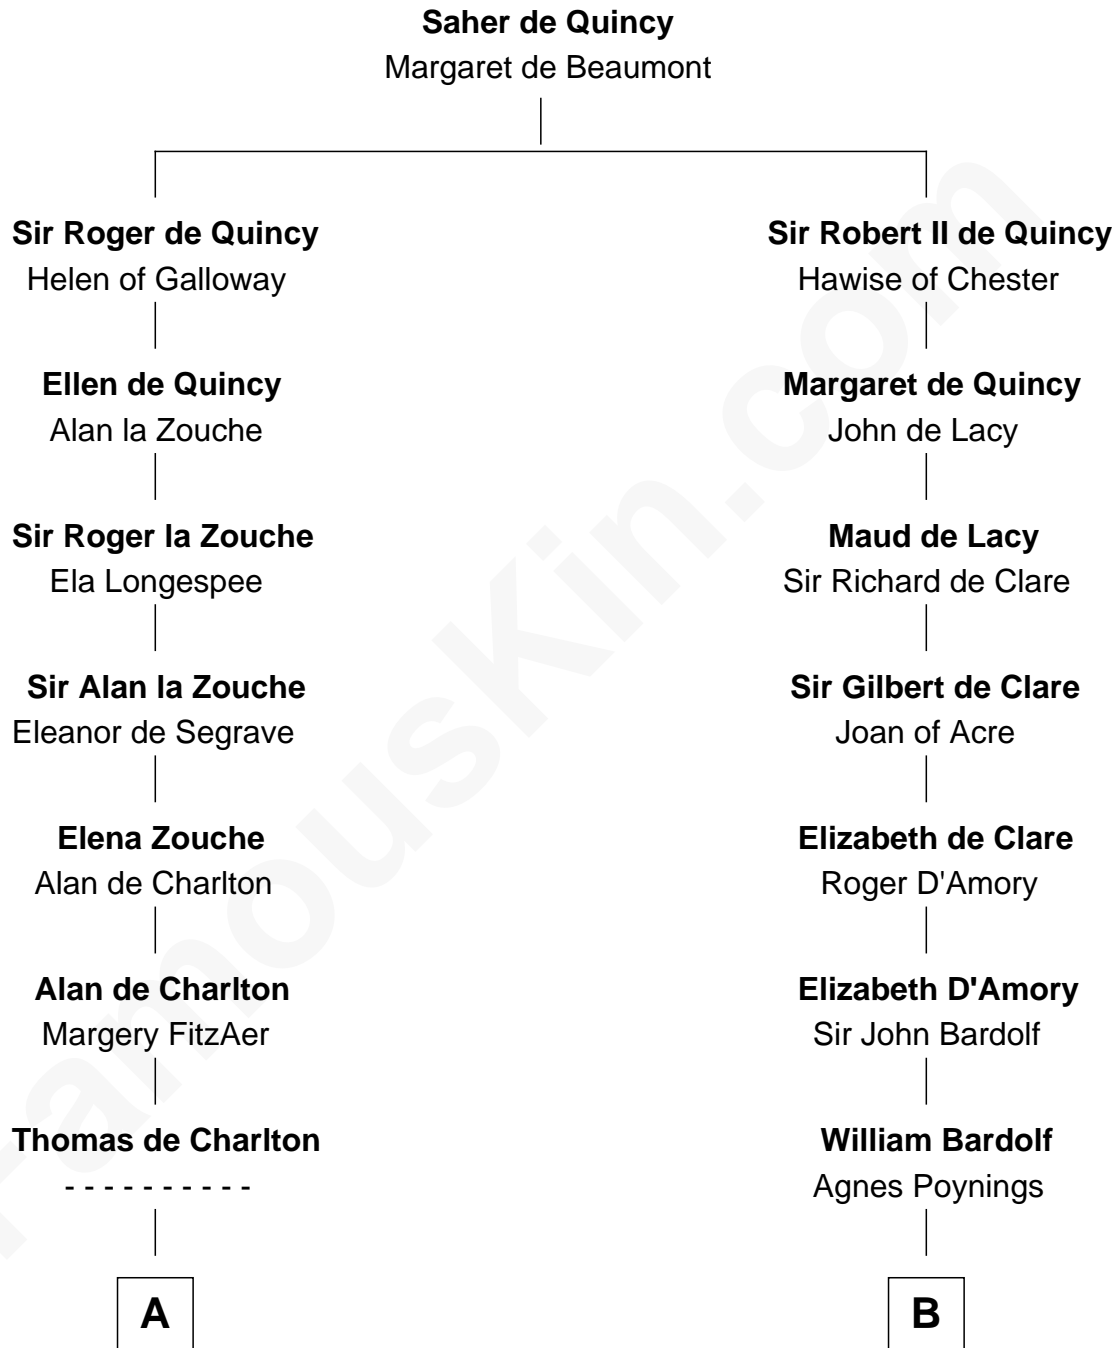 Saher de Quincy
Margaret de Beaumont
Sir Roger de Quincy
Helen of Galloway
Ellen de Quincy
Alan la Zouche
Sir Roger la Zouche
Ela Longespee
Sir Alan la Zouche
Eleanor de Segrave
Elena Zouche
Alan de Charlton
Alan de Charlton
Margery FitzAer
Thomas de Charlton
- - - - - - - - - -
A
Sir Robert II de Quincy
Hawise of Chester
Margaret de Quincy
John de Lacy
Maud de Lacy
Sir Richard de Clare
Sir Gilbert de Clare
Joan of Acre
Elizabeth de Clare
Roger D'Amory
Elizabeth D'Amory
Sir John Bardolf
William Bardolf
Agnes Poynings
B
FamousKin.com